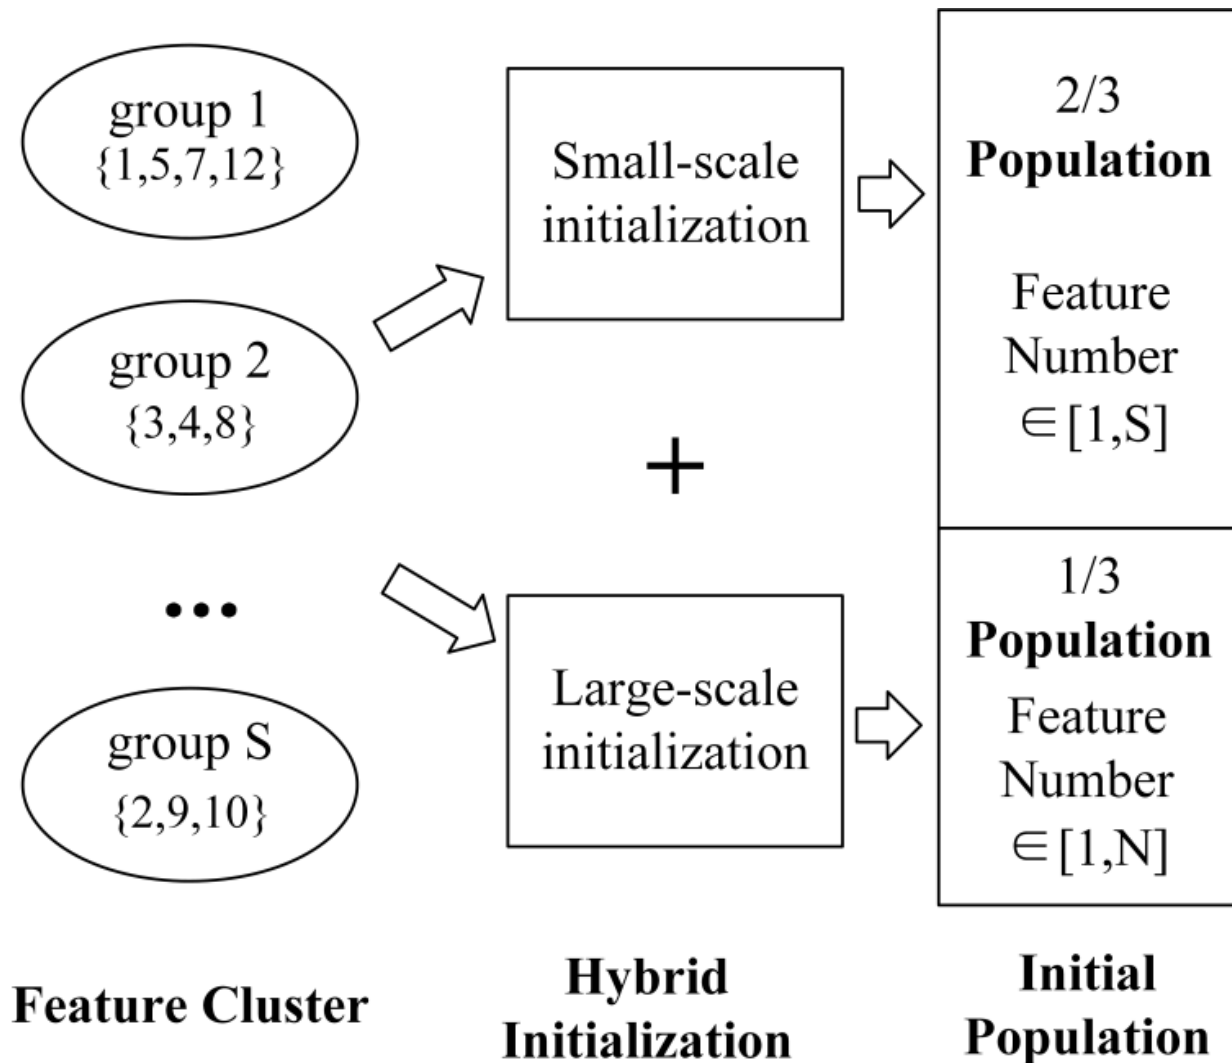 group 1
{1,5,7,12}
group 2
{3,4,8}
...
group S
{2,9,10}
Feature Cluster
Small-scale
initialization
+
Large-scale
initialization
Hybrid
Initialization
2/3
Population
Feature
Number
∈[1,S]
1/3
Population
Feature
Number
∈[1,N]
Initial
Population